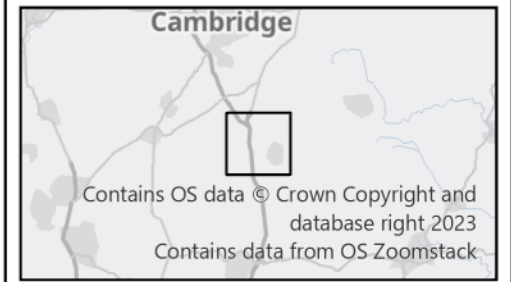 Cambridge
Contains OS data © Crown Copyright and
database right 2023
Contains data from OS Zoomstack